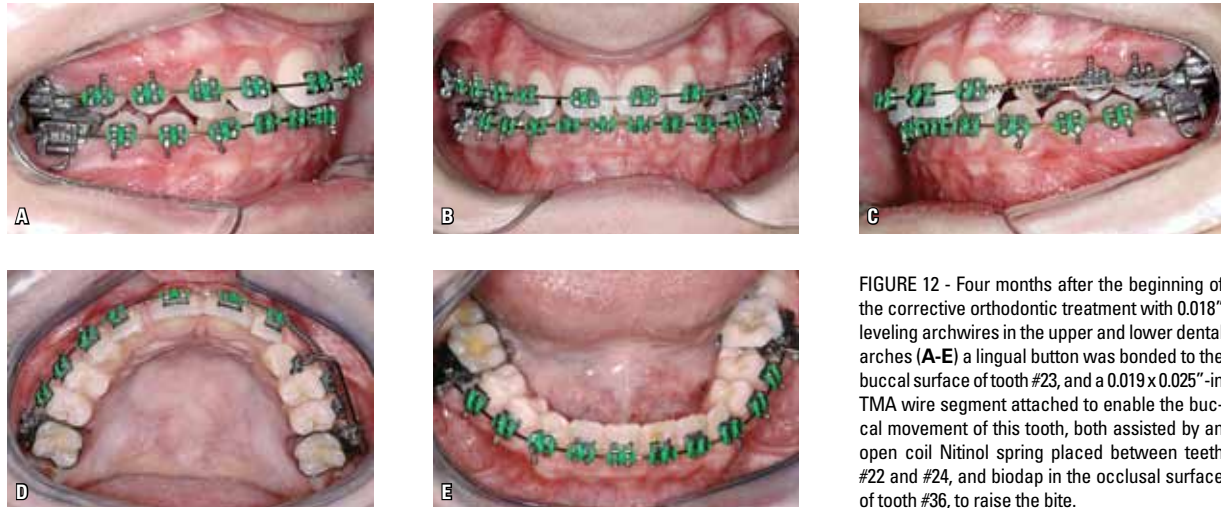 A
B
C
D
E
FIGURE 12 - Four months after the beginning of
the corrective orthodontic treatment with 0.018”
leveling archwires in the upper and lower dental
arches (A-E) a lingual button was bonded to the
buccal surface of tooth #23, and a 0.019 x 0.025”-in
TMA wire segment attached to enable the buc-
cal movement of this tooth, both assisted by an
open coil Nitinol spring placed between teeth
#22 and #24, and biodap in the occlusal surface
of tooth #36, to raise the bite.